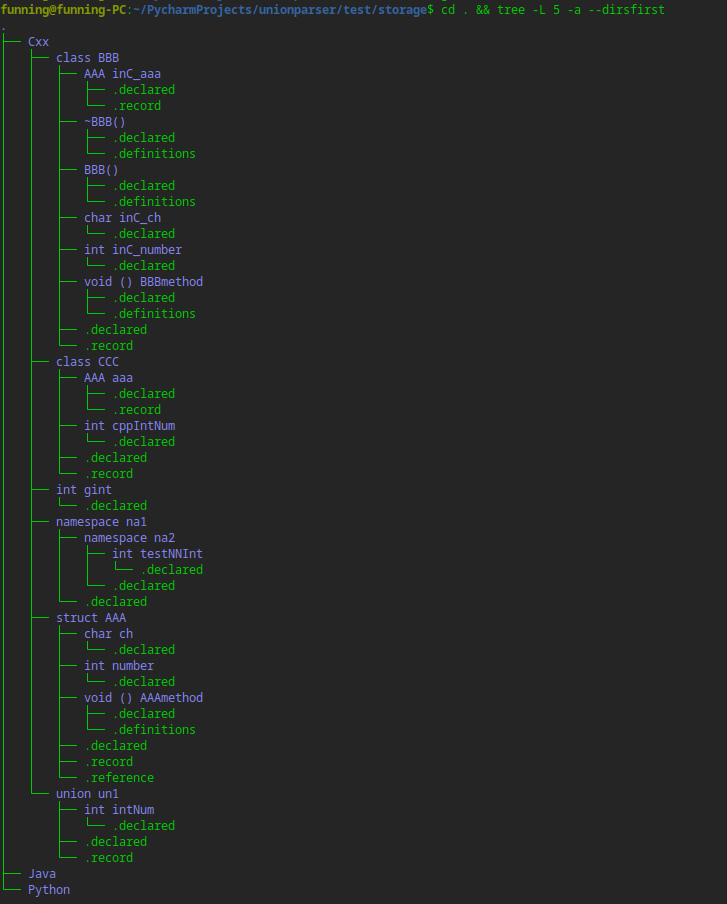 funning@funning-PC:~/PycharmProjects/unionparser/test/storage$ cd . && tree -L 5 -a --dirsfirst
.
├── Cxx
│   ├── class BBB
│   │   ├── AAA inC_aaa
│   │   │   ├── .declared
│   │   │   └── .record
│   │   ├── ~BBB()
│   │   │   ├── .declared
│   │   │   └── .definitions
│   │   ├── BBB()
│   │   │   ├── .declared
│   │   │   └── .definitions
│   │   ├── char inC_ch
│   │   │   └── .declared
│   │   ├── int inC_number
│   │   │   └── .declared
│   │   ├── void () BBBmethod
│   │   │   ├── .declared
│   │   │   └── .definitions
│   │   ├── .declared
│   │   └── .record
│   ├── class CCC
│   │   ├── AAA aaa
│   │   │   ├── .declared
│   │   │   └── .record
│   │   ├── int cppIntNum
│   │   │   └── .declared
│   │   ├── .declared
│   │   └── .record
│   ├── int gint
│   │   └── .declared
│   ├── namespace na1
│   │   ├── namespace na2
│   │   │   ├── int testNNInt
│   │   │   │   └── .declared
│   │   │   └── .declared
│   │   └── .declared
│   ├── struct AAA
│   │   ├── char ch
│   │   │   └── .declared
│   │   ├── int number
│   │   │   └── .declared
│   │   ├── void () AAAmethod
│   │   │   ├── .declared
│   │   │   └── .definitions
│   │   ├── .declared
│   │   ├── .record
│   │   └── .reference
│   └── union un1
│       ├── int intNum
│       │   └── .declared
│       ├── .declared
│       └── .record
├── Java
└── Python